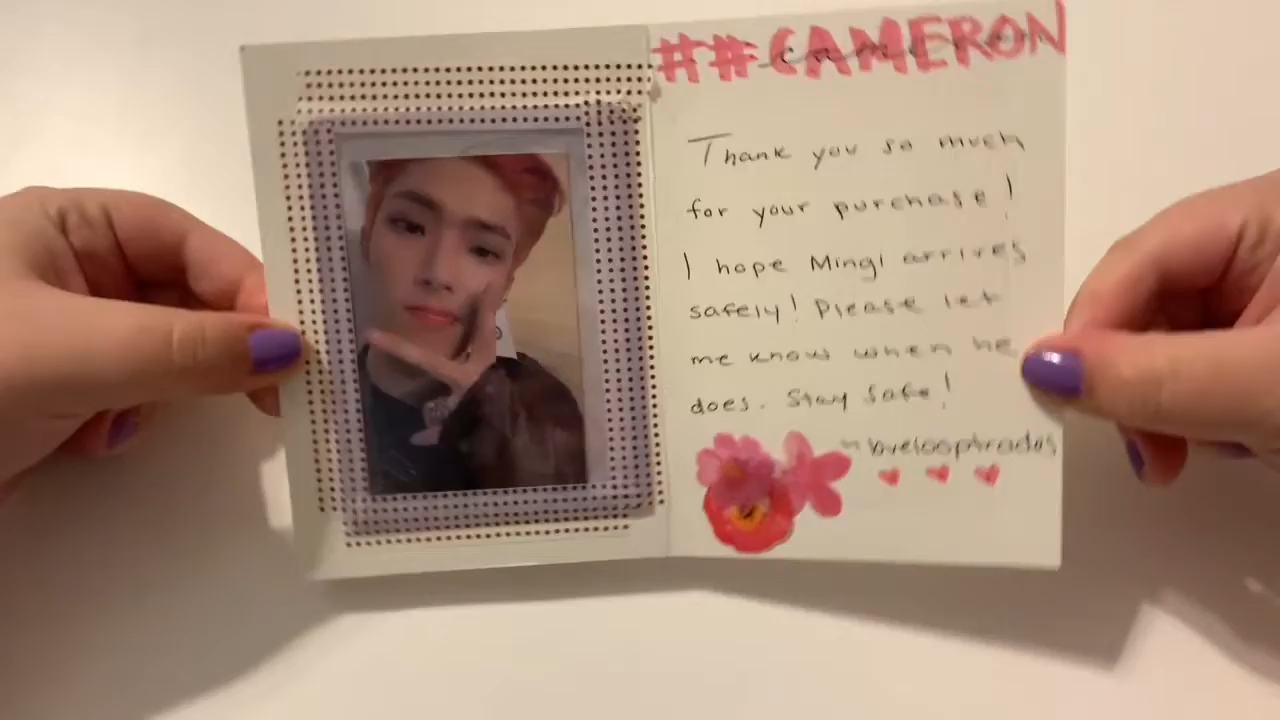 ##CAMERON
Thank you so much
for your purchase!
I hope Mingi arrives
safely! Please let
me know when he
does. Stay safe!